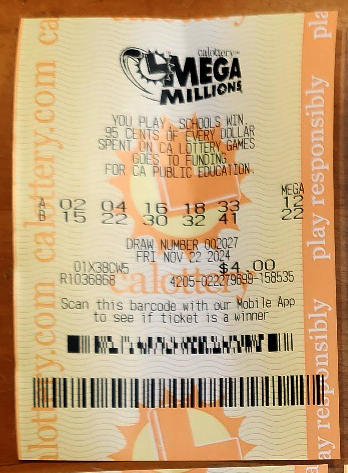 calottery
MEGA
MILLIONS
YOU PLAY, SCHOOLS WIN.
95 CENTS OF EVERY DOLLAR
SPENT ON CA LOTTERY GAMES
GOES TO FUNDING
FOR CA PUBLIC EDUCATION.
MEGA
A 02 04 16 18 33 12
B 15 22 30 32 41 22
DRAW NUMBER 002027
FRI NOV 22 2024
01X38CW5 $4.00
R1036868 4205-022279699-158535
Scan this barcode with our Mobile App
to see if ticket is a winner
calottery.com
play responsibly
play responsibly
calottery